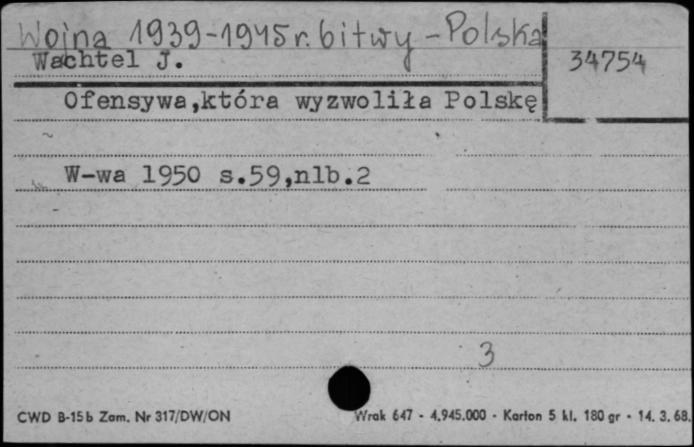 Wojna 1939-1945r. bitwy - Polska
Wachtel J.
34754
Ofensywa,która wyzwoliła Polskę
W-wa 1950 s.59,nlb.2
3
CWD B-15b Zam. Nr 317/DW/ON
Wrak 647 - 4.945.000 - Karton 5 kl. 180 gr - 14. 3. 68.